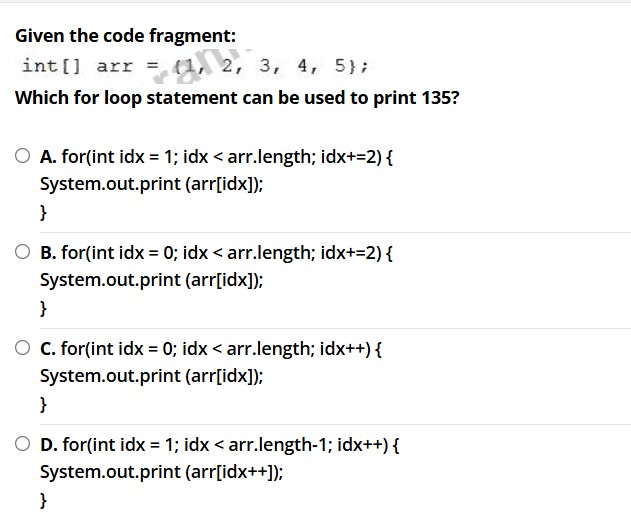 Given the code fragment:
int[] arr = {1, 2, 3, 4, 5};
Which for loop statement can be used to print 135?
A. for(int idx = 1; idx < arr.length; idx+=2) {
System.out.print (arr[idx]);
}
B. for(int idx = 0; idx < arr.length; idx+=2) {
System.out.print (arr[idx]);
}
C. for(int idx = 0; idx < arr.length; idx++) {
System.out.print (arr[idx]);
}
D. for(int idx = 1; idx < arr.length-1; idx++) {
System.out.print (arr[idx++]);
}